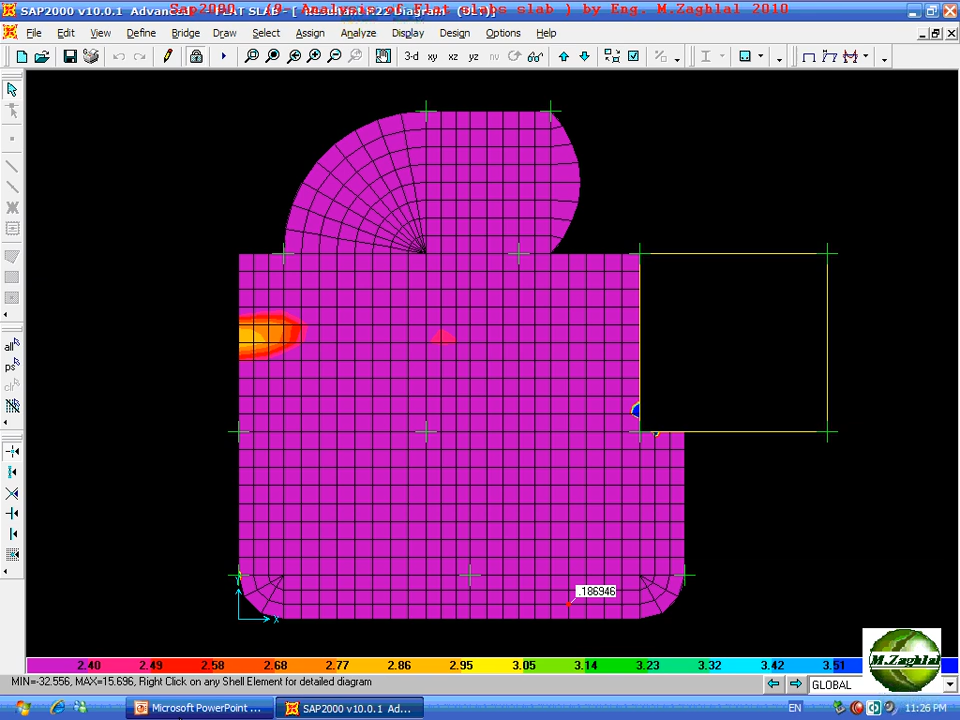 Sap2000 (9- Analysis of Flat slabs slab ) by Eng. M.Zaghlal 2010
SAP2000 v10.0.1 Advanced
File Edit View Define Bridge Draw Select Assign Analyze Display Design Options Help
3-d xy xz yz nv
all
ps
clr
.186946
Y
X
2.40 2.49 2.58 2.68 2.77 2.86 2.95 3.05 3.14 3.23 3.32 3.42 3.51
M.Zaghlal
MIN=-32.556, MAX=15.696, Right Click on any Shell Element for detailed diagram
GLOBAL
Microsoft PowerPoint ...
SAP2000 v10.0.1 Ad...
EN
11:26 PM